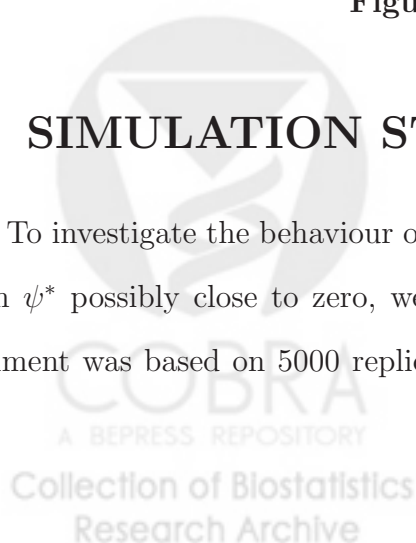 Figu
SIMULATION ST
To investigate the behaviour o
n ψ* possibly close to zero, we
ment was based on 5000 replic
COBRA
A BEPRESS REPOSITORY
Collection of Biostatistics
Research Archive